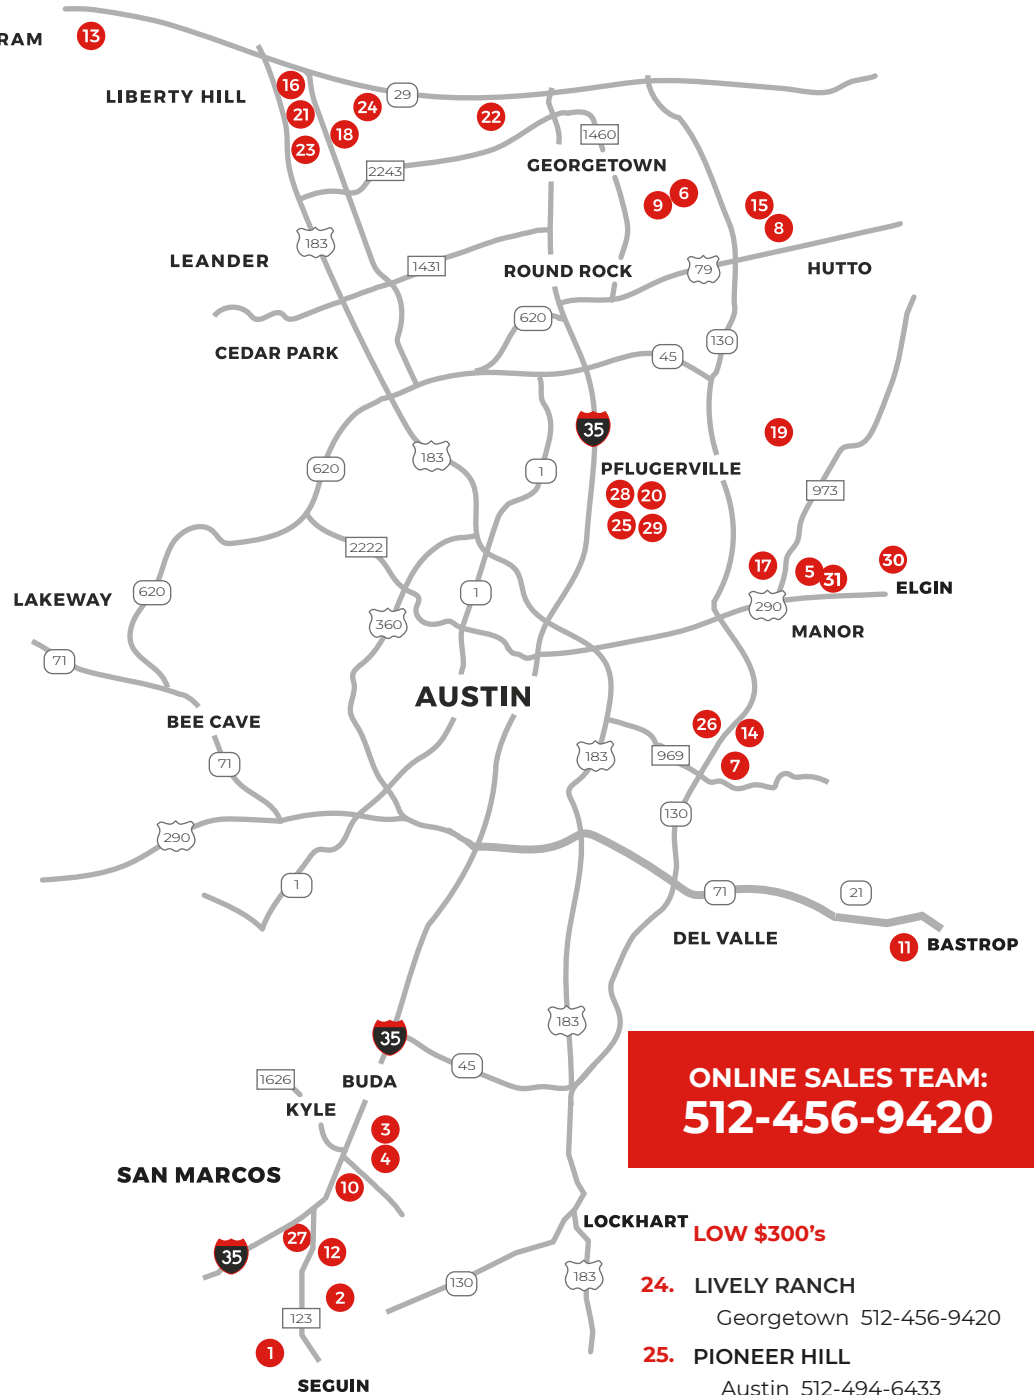 RAM
13
LIBERTY HILL
16
29
21
24
22
18
23
1460
2243
GEORGETOWN
6
9
15
8
183
LEANDER
1431
ROUND ROCK
79
HUTTO
620
130
CEDAR PARK
45
35
19
183
620
1
PFLUGERVILLE
973
28
20
25
29
2222
17
5
31
30
ELGIN
LAKEWAY
620
1
290
360
MANOR
71
AUSTIN
BEE CAVE
26
14
183
969
7
71
130
290
1
71
21
DEL VALLE
11
BASTROP
183
35
45
ONLINE SALES TEAM:
512-456-9420
1626
BUDA
KYLE
3
4
SAN MARCOS
10
LOCKHART
LOW $300's
27
12
35
130
183
24. LIVELY RANCH
Georgetown 512-456-9420
2
123
1
25. PIONEER HILL
SEGUIN
Austin 512-494-6433